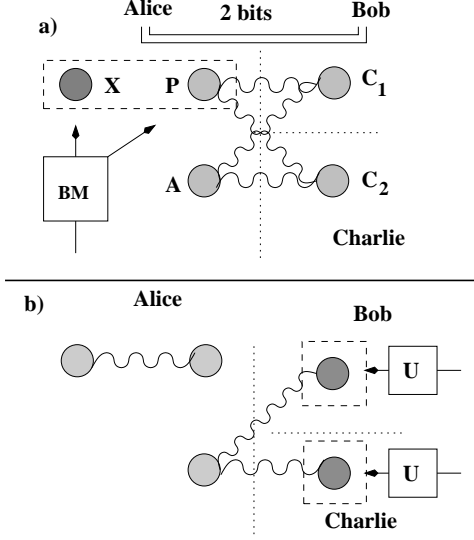 Alice 2 bits Bob
a)
X P C1
BM
A C2
Charlie
b) Alice
Bob
U
U
Charlie